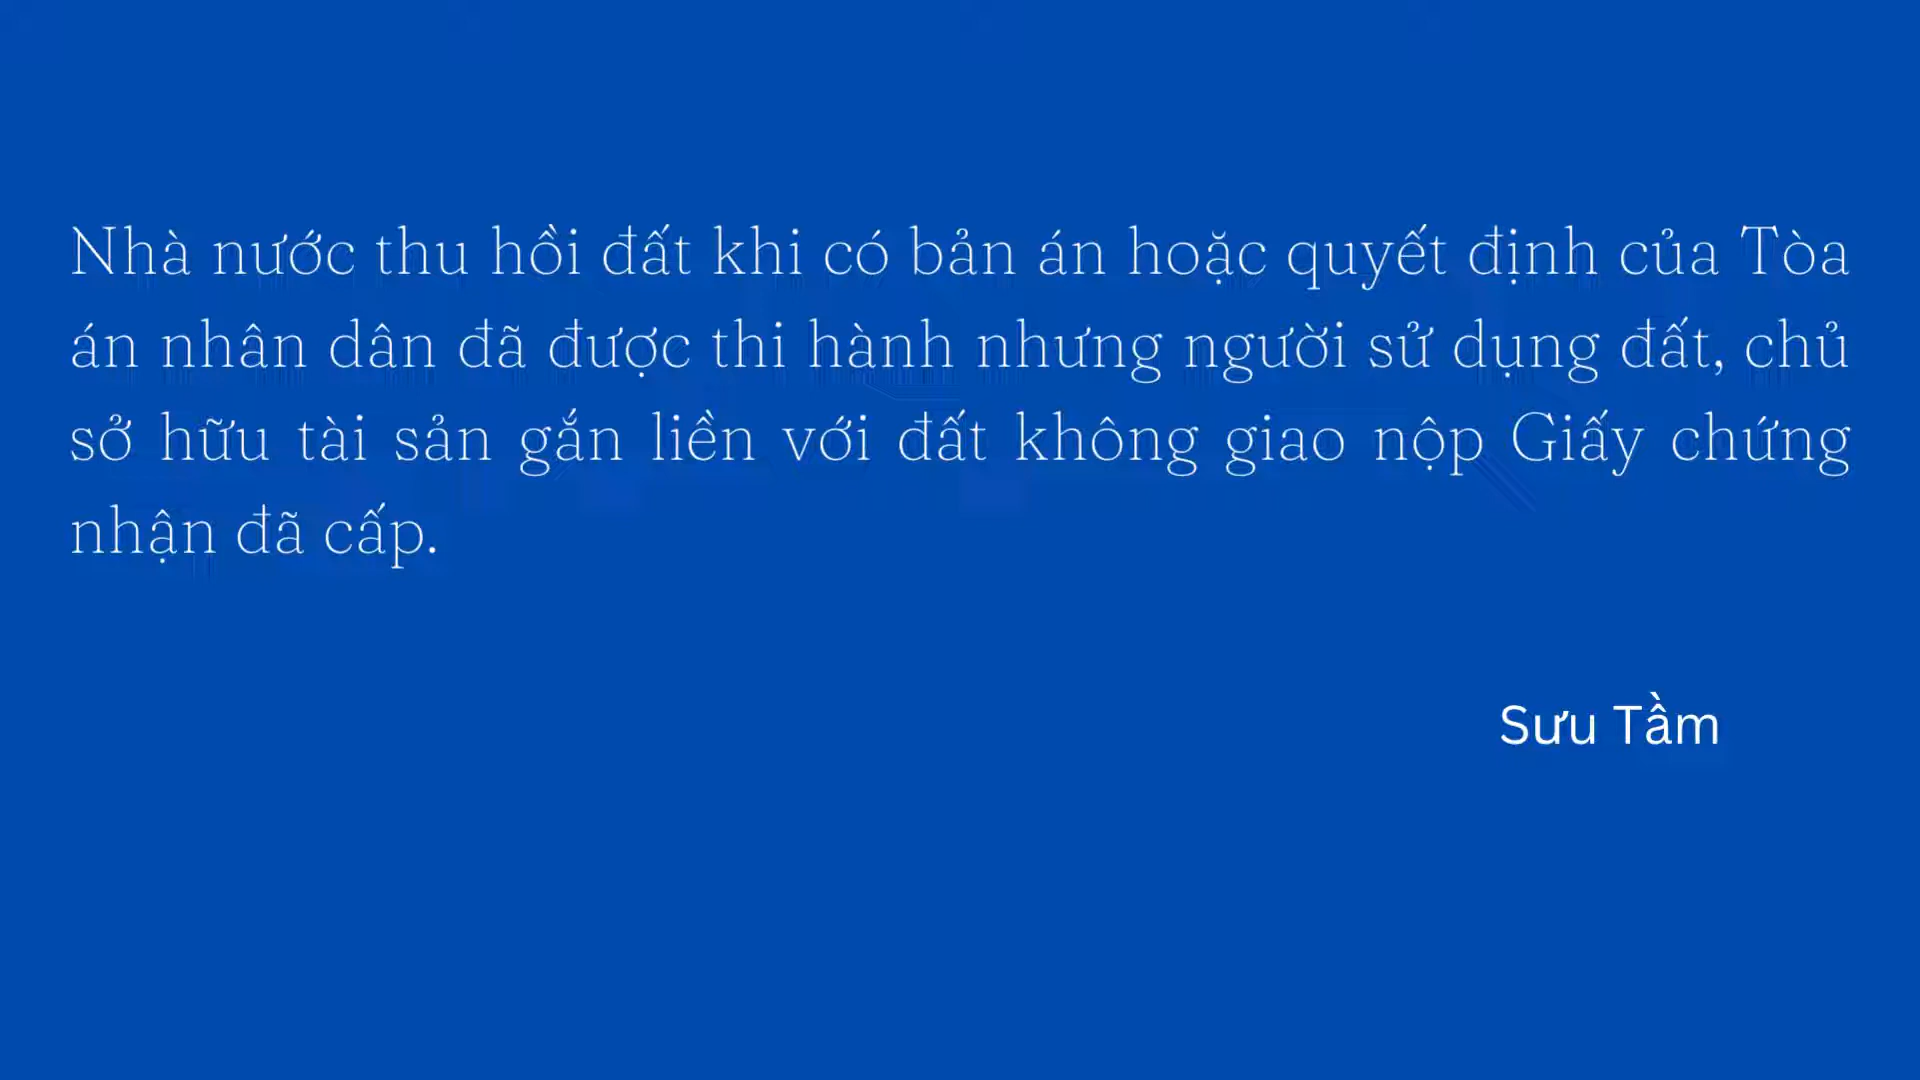 Nhà nước thu hồi đất khi có bản án hoặc quyết định của Tòa
án nhân dân đã được thi hành nhưng người sử dụng đất, chủ
sở hữu tài sản gắn liền với đất không giao nộp Giấy chứng
nhận đã cấp.
Sưu Tầm